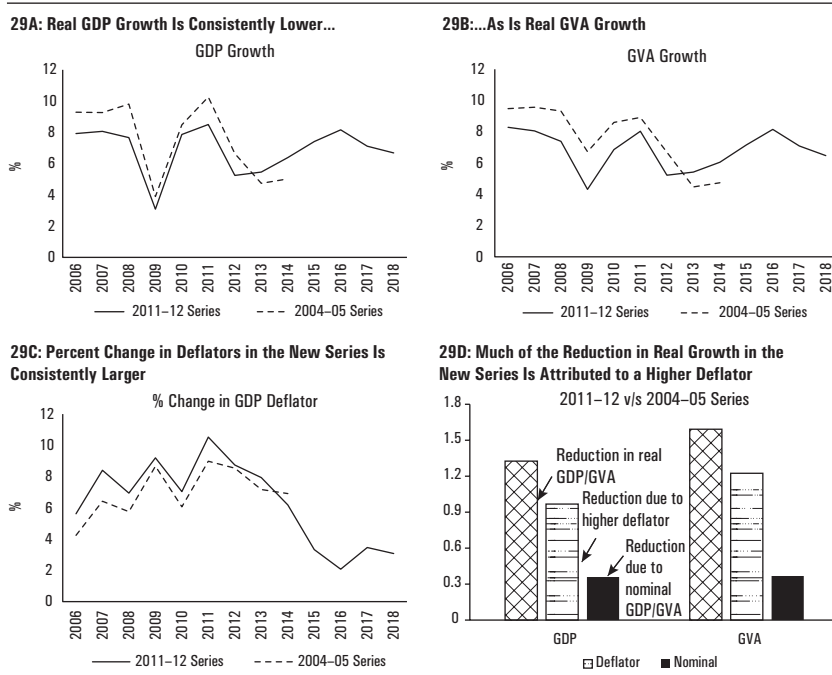 29A: Real GDP Growth Is Consistently Lower...
GDP Growth
12
10
8
6
4
2
0
%
2006
2007
2008
2009
2010
2011
2012
2013
2014
2015
2016
2017
2018
2011–12 Series
2004–05 Series
29B:...As Is Real GVA Growth
GVA Growth
12
10
8
6
4
2
0
%
2006
2007
2008
2009
2010
2011
2012
2013
2014
2015
2016
2017
2018
2011–12 Series
2004–05 Series
29C: Percent Change in Deflators in the New Series Is
Consistently Larger
% Change in GDP Deflator
12
10
8
6
4
2
0
%
2006
2007
2008
2009
2010
2011
2012
2013
2014
2015
2016
2017
2018
2011–12 Series
2004–05 Series
29D: Much of the Reduction in Real Growth in the
New Series Is Attributed to a Higher Deflator
2011–12 v/s 2004–05 Series
1.8
1.5
1.2
0.9
0.6
0.3
0
Reduction in real
GDP/GVA
Reduction due to
higher deflator
Reduction
due to
nominal
GDP/GVA
GDP
GVA
Deflator
Nominal